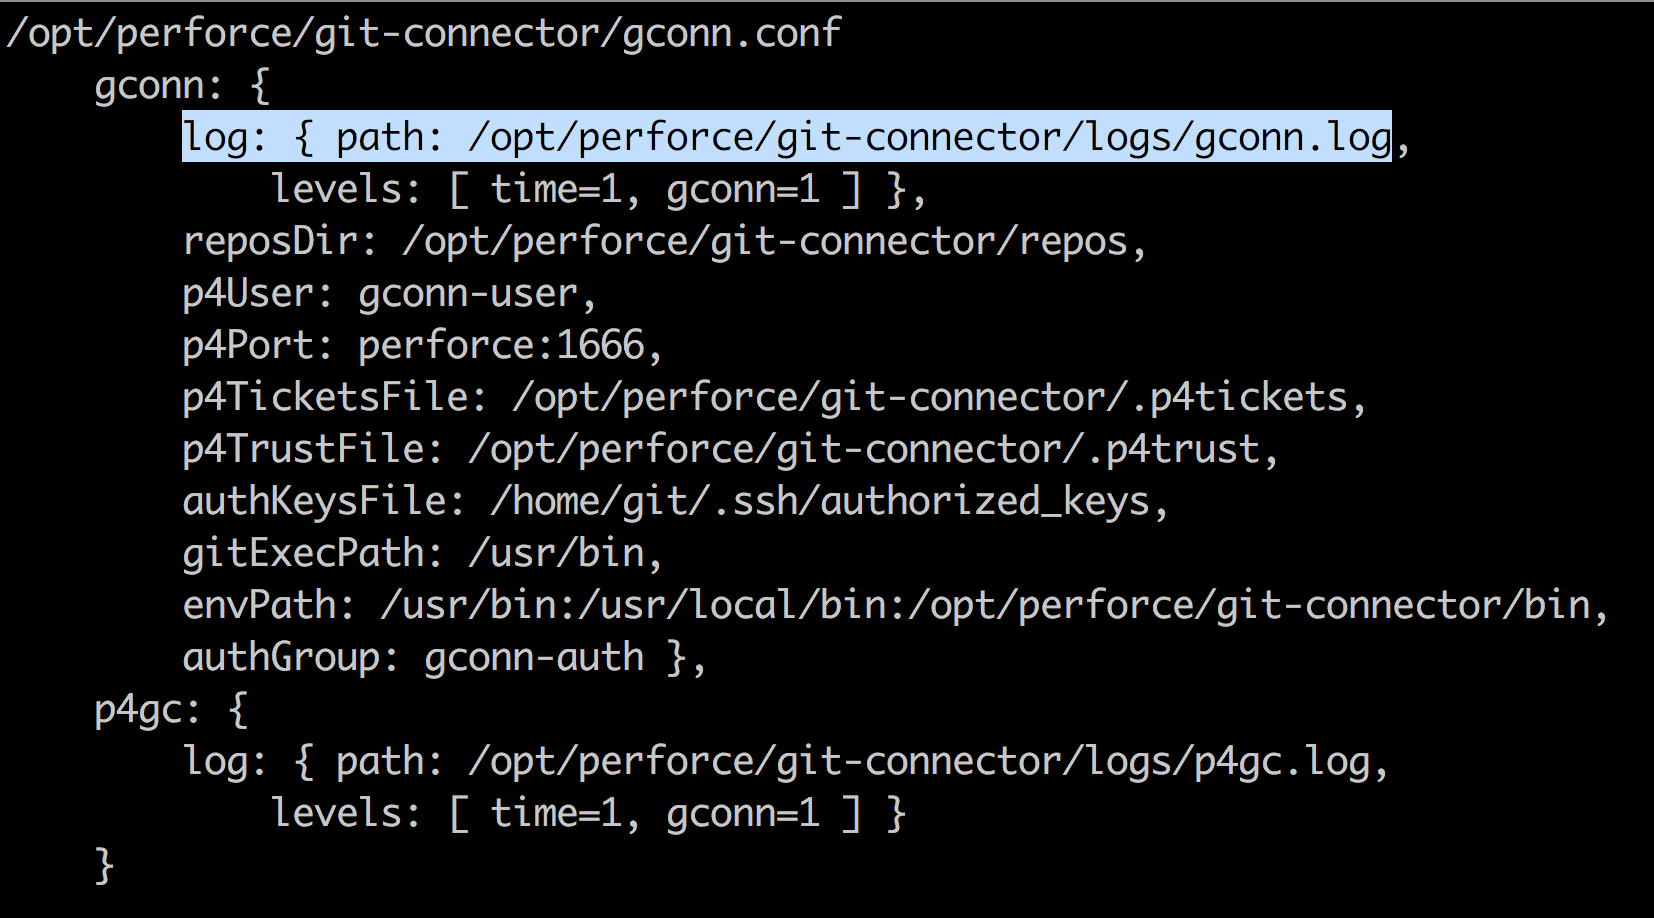 /opt/perforce/git-connector/gconn.conf
gconn: {
log: { path: /opt/perforce/git-connector/logs/gconn.log,
levels: [ time=1, gconn=1 ] },
reposDir: /opt/perforce/git-connector/repos,
p4User: gconn-user,
p4Port: perforce:1666,
p4TicketsFile: /opt/perforce/git-connector/.p4tickets,
p4TrustFile: /opt/perforce/git-connector/.p4trust,
authKeysFile: /home/git/.ssh/authorized_keys,
gitExecPath: /usr/bin,
envPath: /usr/bin:/usr/local/bin:/opt/perforce/git-connector/bin,
authGroup: gconn-auth },
p4gc: {
log: { path: /opt/perforce/git-connector/logs/p4gc.log,
levels: [ time=1, gconn=1 ] }
}